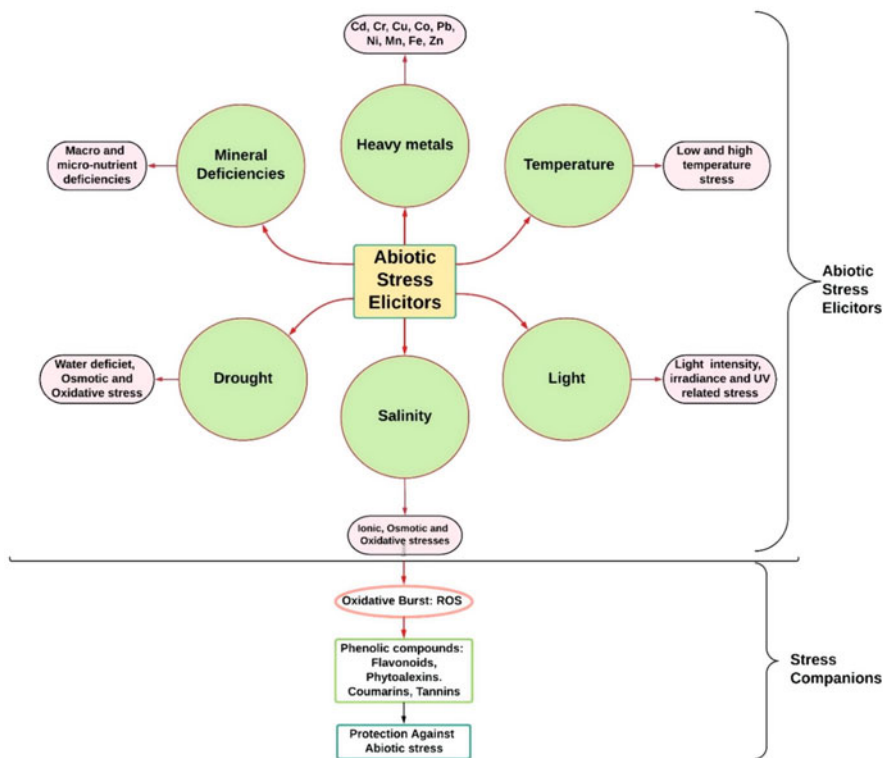 Cd, Cr, Cu, Co, Pb,
Ni, Mn, Fe, Zn
Heavy metals
Mineral
Deficiencies
Macro and
micro-nutrient
deficiencies
Temperature
Low and high
temperature
stress
Abiotic
Stress
Elicitors
Abiotic
Stress
Elicitors
Drought
Water deficiet,
Osmotic and
Oxidative stress
Salinity
Light
Light intensity,
irradiance and UV
related stress
Ionic, Osmotic and
Oxidative stresses
Oxidative Burst: ROS
Phenolic compounds:
Flavonoids,
Phytoalexins.
Coumarins, Tannins
Protection Against
Abiotic stress
Stress
Companions